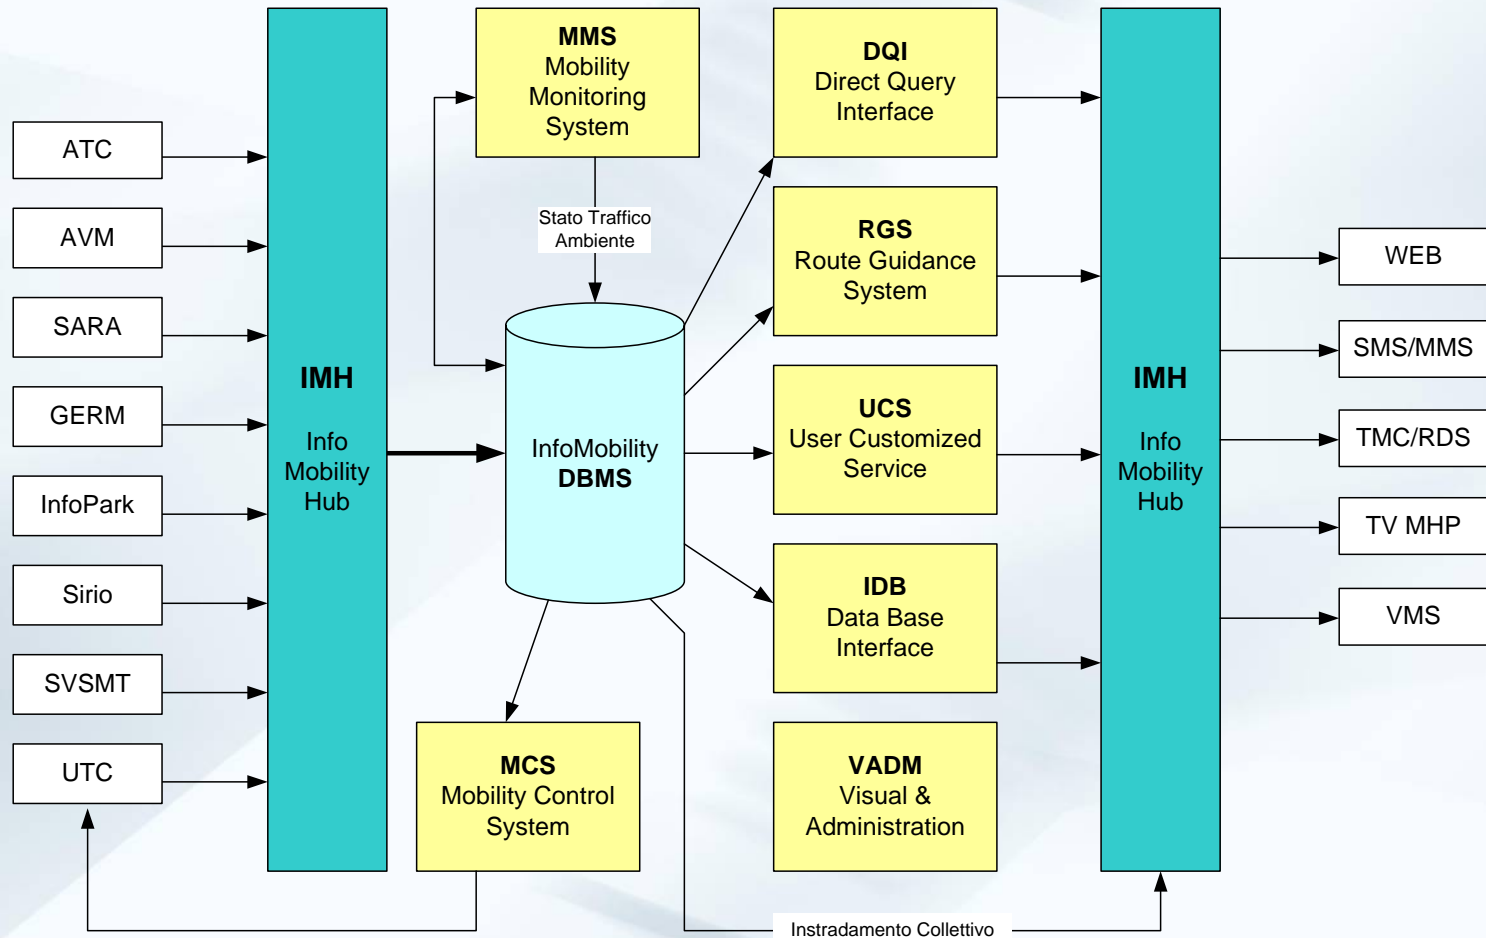 ATC
AVM
SARA
GERM
InfoPark
Sirio
SVSMT
UTC
IMH
Info
Mobility
Hub
MMS
Mobility
Monitoring
System
Stato Traffico
Ambiente
InfoMobility
DBMS
MCS
Mobility Control
System
DQI
Direct Query
Interface
RGS
Route Guidance
System
UCS
User Customized
Service
IDB
Data Base
Interface
VADM
Visual &
Administration
Instradamento Collettivo
IMH
Info
Mobility
Hub
WEB
SMS/MMS
TMC/RDS
TV MHP
VMS